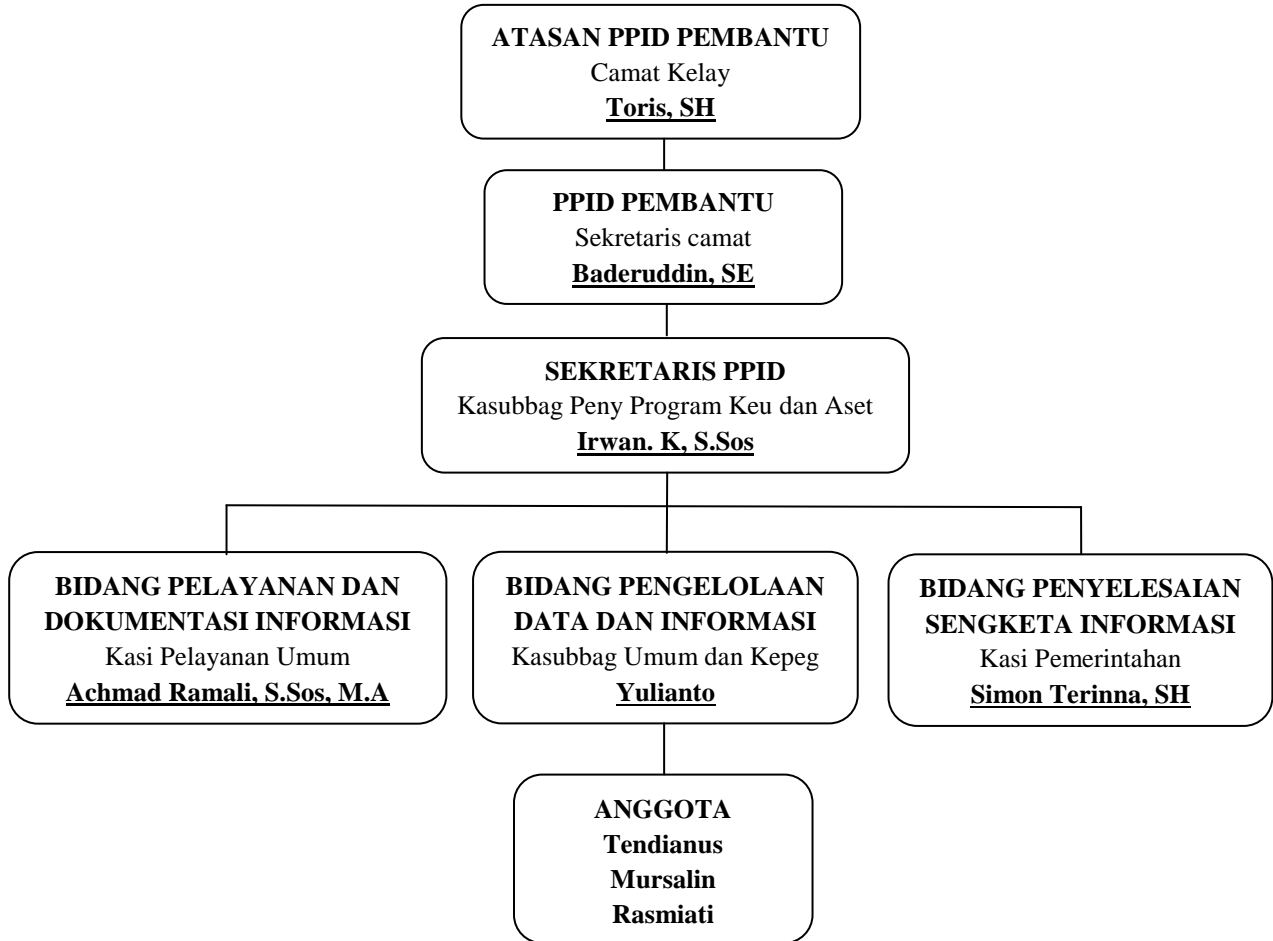 ATASAN PPID PEMBANTU
Camat Kelay
Toris, SH
PPID PEMBANTU
Sekretaris camat
Baderuddin, SE
SEKRETARIS PPID
Kasubbag Peny Program Keu dan Aset
Irwan. K, S.Sos
BIDANG PELAYANAN DAN
DOKUMENTASI INFORMASI
Kasi Pelayanan Umum
Achmad Ramali, S.Sos, M.A
BIDANG PENGELOLAAN
DATA DAN INFORMASI
Kasubbag Umum dan Kepeg
Yulianto
BIDANG PENYELESAIAN
SENGKETA INFORMASI
Kasi Pemerintahan
Simon Terinna, SH
ANGGOTA
Tendianus
Mursalin
Rasmiati